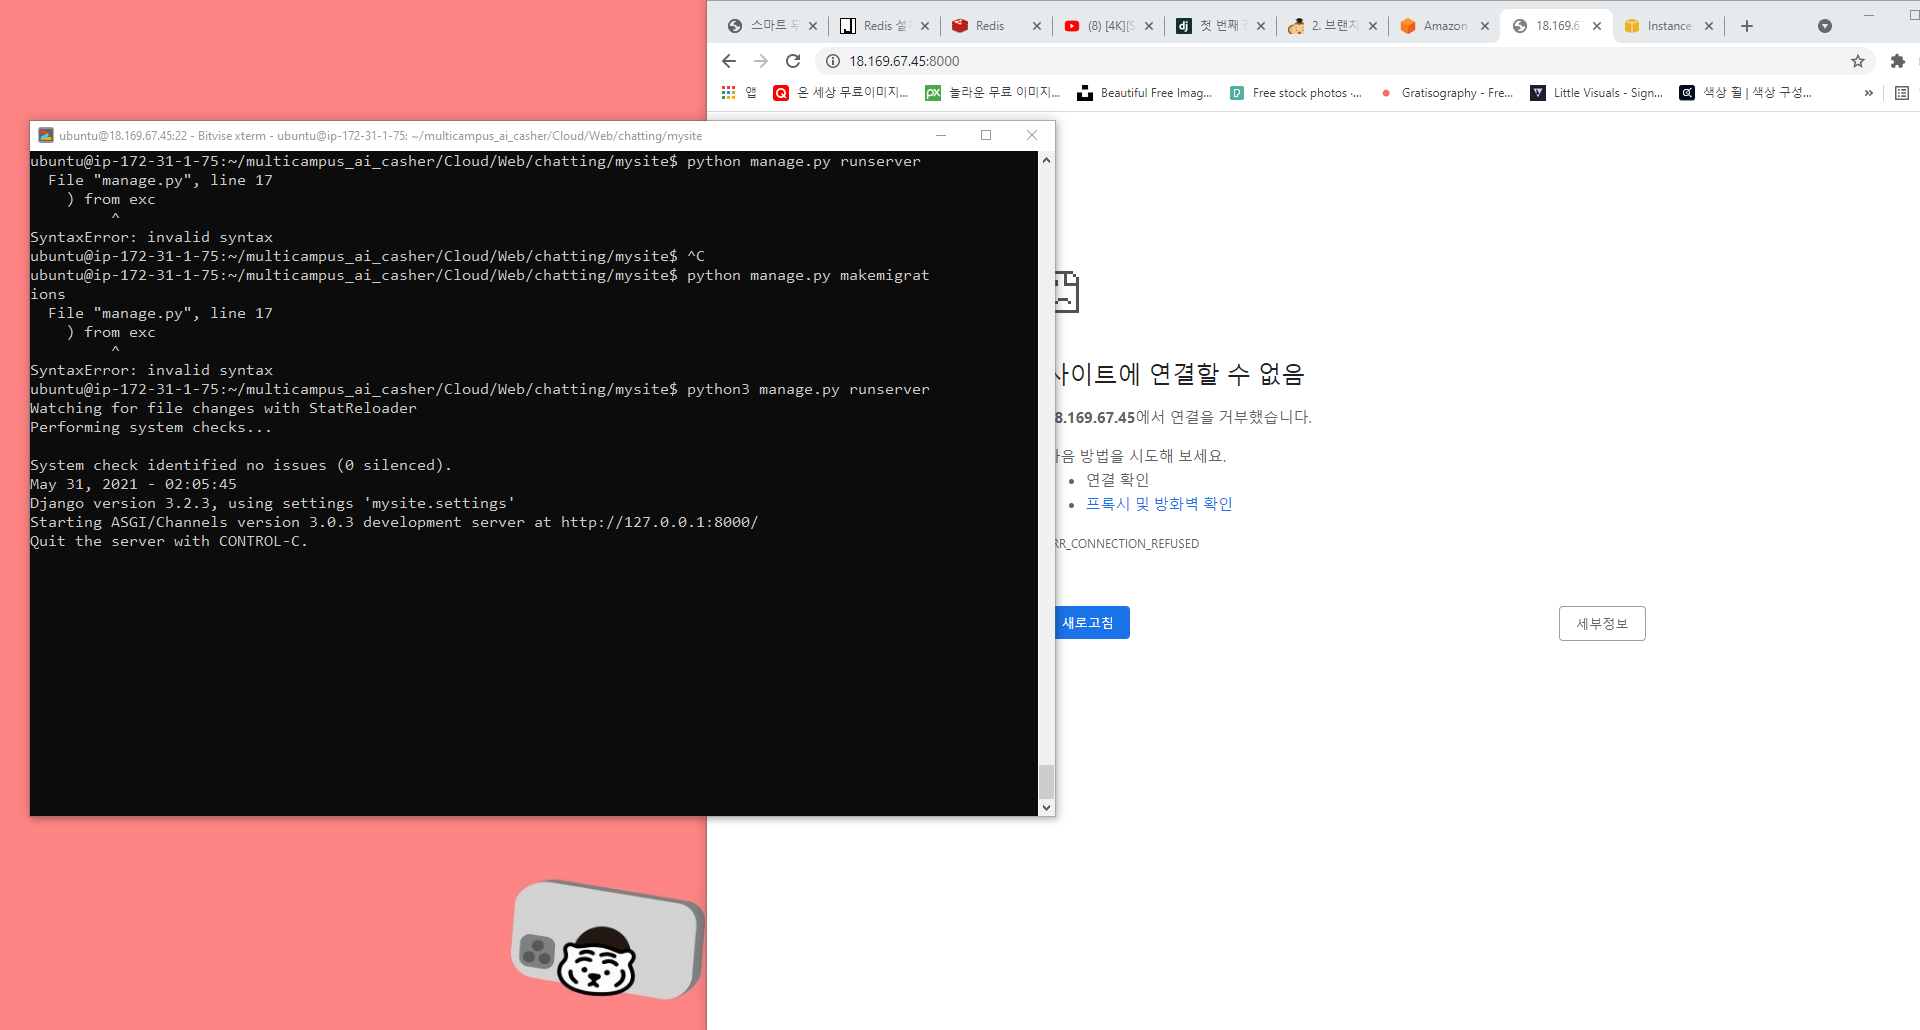 스마트
Redis 설
Redis
(8) [4K][S
첫 번째
2. 브랜치
Amazon
18.169.67
Instance
18.169.67.45:8000
앱
온 세상 무료이미지...
놀라운 무료 이미지...
Beautiful Free Imag...
Free stock photos -...
Gratisography - Fre...
Little Visuals - Sign...
색상 휠 | 색상 구성...
»
ubuntu@18.169.67.45:22 - Bitvise xterm - ubuntu@ip-172-31-1-75: ~/multicampus_ai_casher/Cloud/Web/chatting/mysite
ubuntu@ip-172-31-1-75:~/multicampus_ai_casher/Cloud/Web/chatting/mysite$ python manage.py runserver
File "manage.py", line 17
) from exc
^
SyntaxError: invalid syntax
ubuntu@ip-172-31-1-75:~/multicampus_ai_casher/Cloud/Web/chatting/mysite$ ^C
ubuntu@ip-172-31-1-75:~/multicampus_ai_casher/Cloud/Web/chatting/mysite$ python manage.py makemigrat
ions
File "manage.py", line 17
) from exc
^
SyntaxError: invalid syntax
ubuntu@ip-172-31-1-75:~/multicampus_ai_casher/Cloud/Web/chatting/mysite$ python3 manage.py runserver
Watching for file changes with StatReloader
Performing system checks...
System check identified no issues (0 silenced).
May 31, 2021 - 02:05:45
Django version 3.2.3, using settings 'mysite.settings'
Starting ASGI/Channels version 3.0.3 development server at http://127.0.0.1:8000/
Quit the server with CONTROL-C.
사이트에 연결할 수 없음
8.169.67.45에서 연결을 거부했습니다.
다음 방법을 시도해 보세요.
• 연결 확인
• 프록시 및 방화벽 확인
RR_CONNECTION_REFUSED
새로고침
세부정보